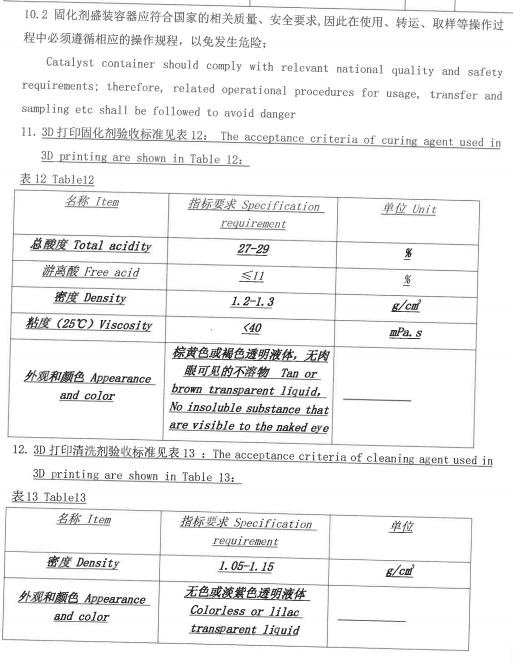 10.2 固化剂盛装容器应符合国家的相关质量、安全要求,因此在使用、转运、取样等操作过
程中必须遵循相应的操作规程，以免发生危险；
Catalyst container should comply with relevant national quality and safety
requirements; therefore, related operational procedures for usage, transfer and
sampling etc shall be followed to avoid danger
11. 3D 打印固化剂验收标准见表 12： The acceptance criteria of curing agent used in
3D printing are shown in Table 12:
表 12 Table12
名称 Item 指标要求 Specification 单位 Unit
requirement
总酸度 Total acidity 27-29 %
游离酸 Free acid ≤11 %
密度 Density 1.2-1.3 g/cm³
粘度（25℃）Viscosity <40 mPa.s
棕黄色或褐色透明液体，无肉
眼可见的不溶物 Tan or
外观和颜色 Appearance brown transparent liquid,
and color No insoluble substance that
are visible to the naked eye
12. 3D 打印清洗剂验收标准见表 13 ：The acceptance criteria of cleaning agent used in
3D printing are shown in Table 13:
表 13 Table13
名称 Item 指标要求 Specification 单位
requirement
密度 Density 1.05-1.15 g/cm³
外观和颜色 Appearance 无色或淡紫色透明液体
and color Colorless or lilac
transparent liquid